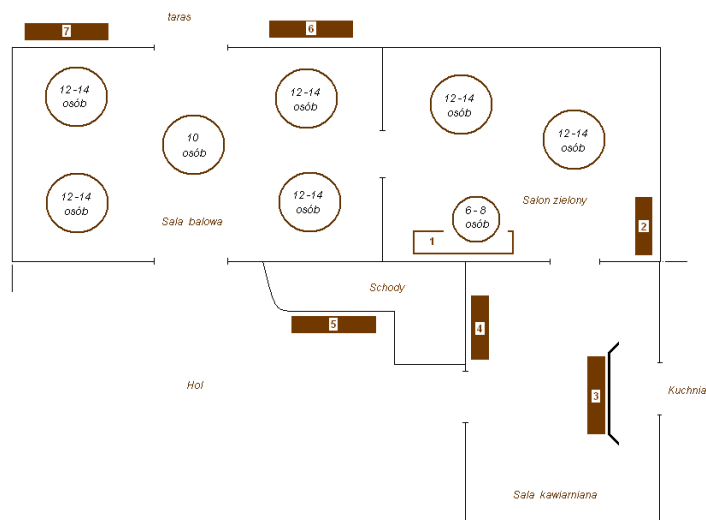 taras
7
6
12-14
osób
12-14
osób
12-14
osób
12-14
osób
10
osób
12-14
osób
12-14
osób
6 - 8
osób
Salon zielony
Sala balowa
1
2
Schody
5
4
3
Hol
Kuchnia
Sala kawiarniana